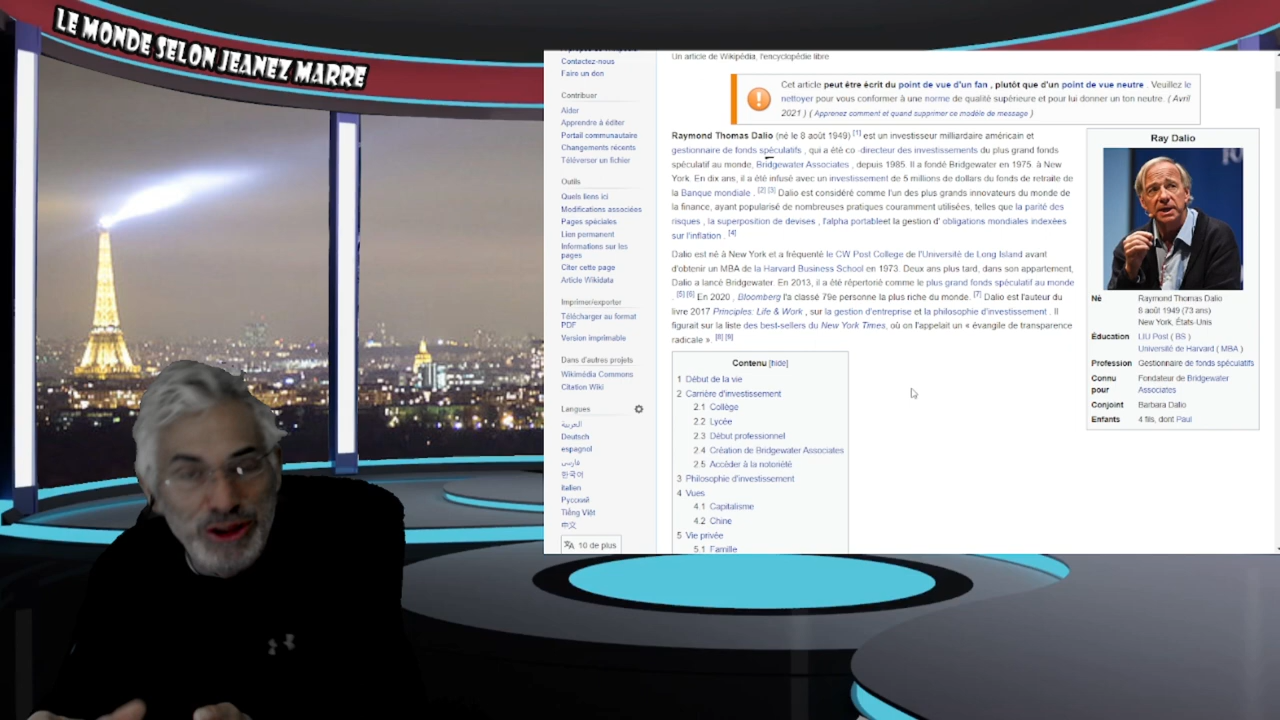 LE MONDE SELON JEANEZ MARRE
Contactez-nous
Faire un don
Contribuer
Aider
Apprendre à éditer
Portail communautaire
Changements récents
Téléverser un fichier
Outils
Quels liens ici
Modifications associées
Pages spéciales
Lien permanent
Informations sur les
pages
Citer cette page
Article Wikidata
Imprimer/exporter
Télécharger au format
PDF
Version imprimable
Dans d'autres projets
Wikimédia Commons
Citation Wiki
Langues
العربية
Deutsch
español
فارسی
한국어
Italien
Русский
Tiếng Việt
中文
10 de plus
Un article de Wikipédia, l'encyclopédie libre
Cet article peut être écrit du point de vue d'un fan , plutôt que d'un point de vue neutre . Veuillez le
nettoyer pour vous conformer à une norme de qualité supérieure et pour lui donner un ton neutre. ( Avril
2021 ) ( Apprenez comment et quand supprimer ce modèle de message )
Raymond Thomas Dalio (né le 8 août 1949) [1] est un investisseur milliardaire américain et
gestionnaire de fonds spéculatifs , qui a été co -directeur des investissements du plus grand fonds
spéculatif au monde, Bridgewater Associates , depuis 1985. Il a fondé Bridgewater en 1975 à New
York. En dix ans, il a été infusé avec un investissement de 5 millions de dollars du fonds de retraite de
la Banque mondiale . [2] [3] Dalio est considéré comme l'un des plus grands innovateurs du monde de
la finance, ayant popularisé de nombreuses pratiques couramment utilisées, telles que la parité des
risques , la superposition de devises , l'alpha portableet la gestion d' obligations mondiales indexées
sur l'inflation . [4]
Dalio est né à New York et a fréquenté le CW Post College de l'Université de Long Island avant
d'obtenir un MBA de la Harvard Business School en 1973. Deux ans plus tard, dans son appartement,
Dalio a lancé Bridgewater. En 2013, il a été répertorié comme le plus grand fonds spéculatif au monde
. [5] [6] En 2020 , Bloomberg l'a classé 79e personne la plus riche du monde. [7] Dalio est l'auteur du
livre 2017 Principles: Life & Work , sur la gestion d'entreprise et la philosophie d'investissement . Il
figurait sur la liste des best-sellers du New York Times, où on l'appelait un « évangile de transparence
radicale ». [8] [9]
Contenu [hide]
1 Début de la vie
2 Carrière d'investissement
2.1 Collège
2.2 Lycée
2.3 Début professionnel
2.4 Création de Bridgewater Associates
2.5 Accéder à la notoriété
3 Philosophie d'investissement
4 Vues
4.1 Capitalisme
4.2 Chine
5 Vie privée
5.1 Famille
Ray Dalio
Né Raymond Thomas Dalio
8 août 1949 (73 ans)
New York, États-Unis
Éducation LIU Post ( BS )
Université de Harvard ( MBA )
Profession Gestionnaire de fonds spéculatifs
Connu Fondateur de Bridgewater
pour Associates
Conjoint Barbara Dalio
Enfants 4 fils, dont Paul